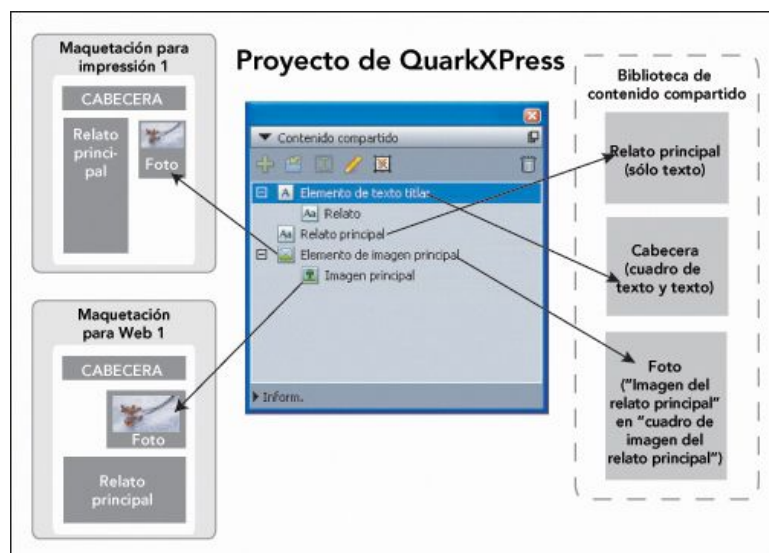 Maquetación para
impresión 1
CABECERA
Relato
princi-
pal
Foto
Maquetación
para Web 1
CABECERA
Foto
Relato
principal
Proyecto de QuarkXPress
Contenido compartido
Elemento de texto titlar
Relato
Relato principal
Elemento de imagen principal
Imagen principal
Inform.
Biblioteca de
contenido compartido
Relato principal
(sólo texto)
Cabecera
(cuadro de
texto y texto)
Foto
(“Imagen del
relato principal”
en “cuadro de
imagen del
relato principal”)